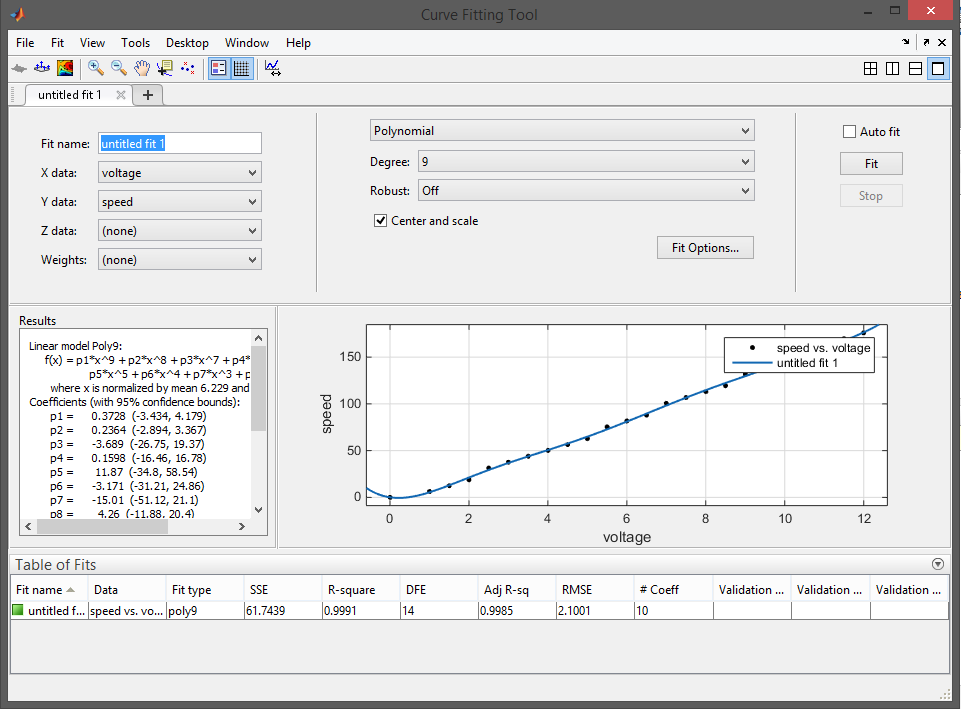 Curve Fitting Tool
File Fit View Tools Desktop Window Help
untitled fit 1
Fit name: untitled fit 1
X data: voltage
Y data: speed
Z data: (none)
Weights: (none)
Polynomial
Degree: 9
Robust: Off
Center and scale
Fit Options...
Auto fit
Fit
Stop
Results
Linear model Poly9:
f(x) = p1*x^9 + p2*x^8 + p3*x^7 + p4*
p5*x^5 + p6*x^4 + p7*x^3 + p
where x is normalized by mean 6.229 and
Coefficients (with 95% confidence bounds):
p1 = 0.3728 (-3.434, 4.179)
p2 = 0.2364 (-2.894, 3.367)
p3 = -3.689 (-26.75, 19.37)
p4 = 0.1598 (-16.46, 16.78)
p5 = 11.87 (-34.8, 58.54)
p6 = -3.171 (-31.21, 24.86)
p7 = -15.01 (-51.12, 21.1)
p8 = 4.26 (-11.88, 20.4)
speed
150
100
50
0
0 2 4 6 8 10 12
voltage
speed vs. voltage
untitled fit 1
Table of Fits
Fit name Data Fit type SSE R-square DFE Adj R-sq RMSE # Coeff Validation ... Validation ... Validation ...
untitled f... speed vs. vo... poly9 61.7439 0.9991 14 0.9985 2.1001 10